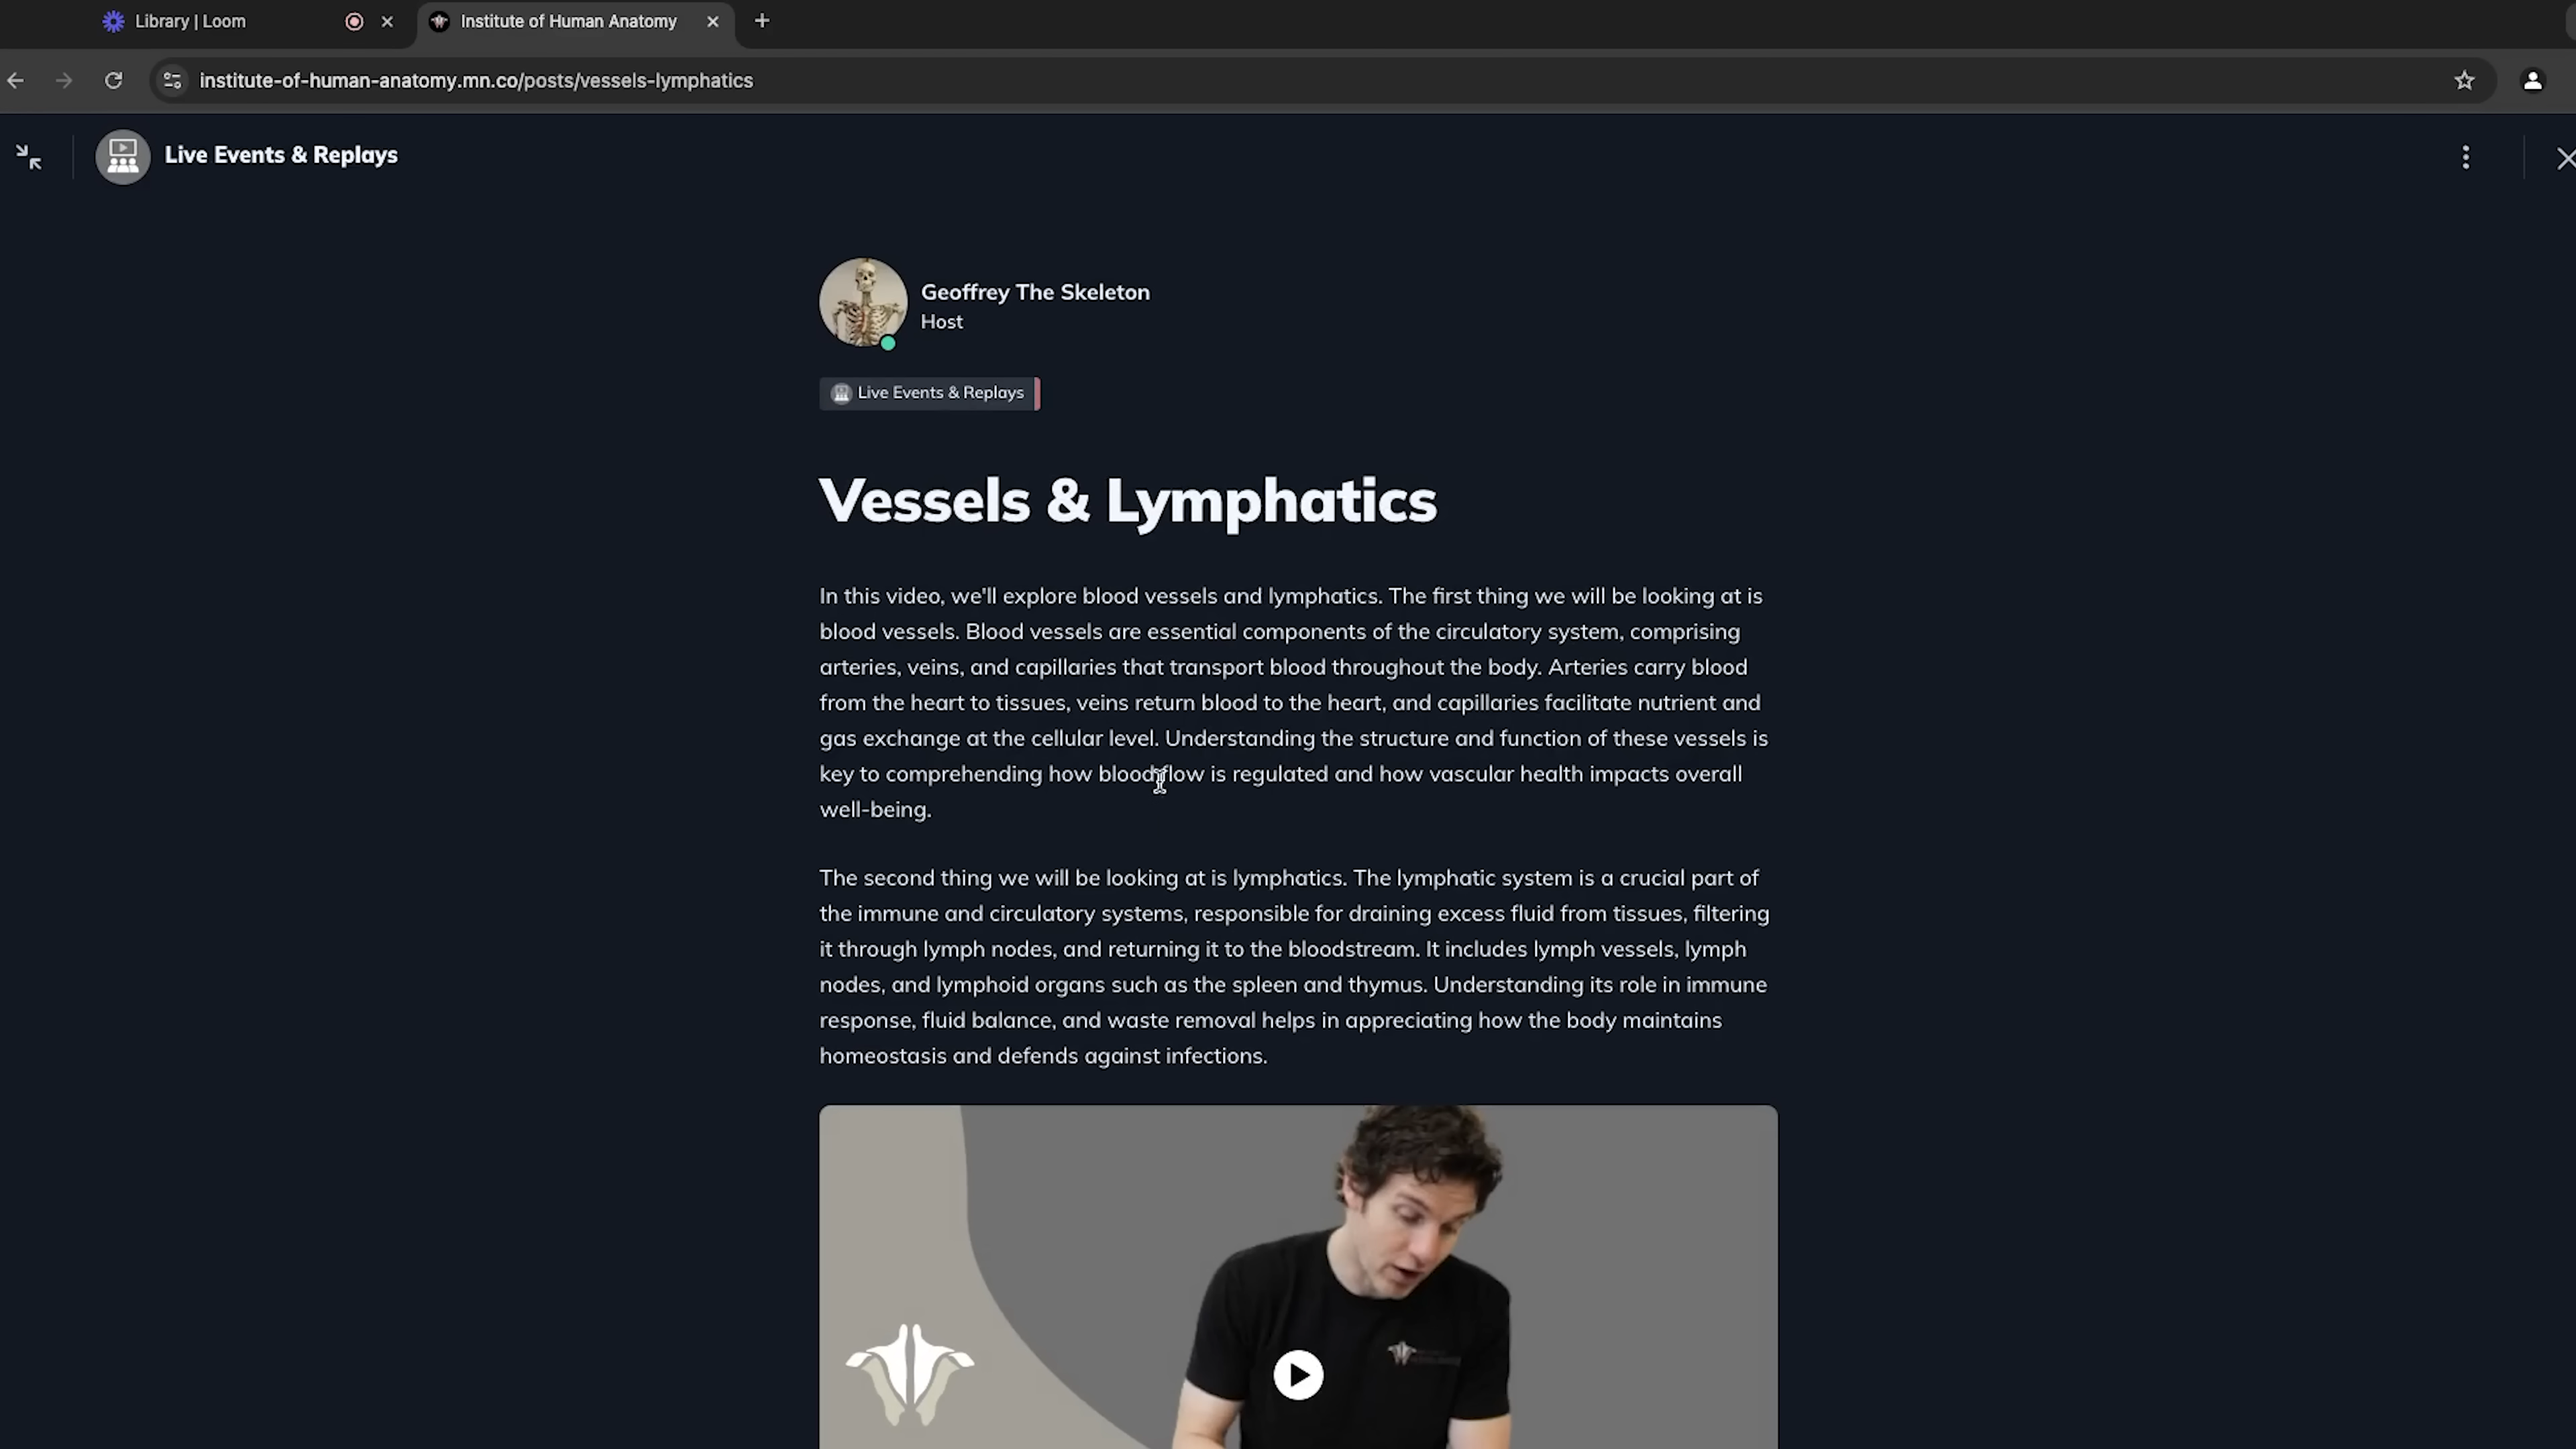 Library | Loom
Institute of Human Anatomy
institute-of-human-anatomy.mn.co/posts/vessels-lymphatics
Live Events & Replays
Geoffrey The Skeleton
Host
Live Events & Replays
Vessels & Lymphatics
In this video, we'll explore blood vessels and lymphatics. The first thing we will be looking at is
blood vessels. Blood vessels are essential components of the circulatory system, comprising
arteries, veins, and capillaries that transport blood throughout the body. Arteries carry blood
from the heart to tissues, veins return blood to the heart, and capillaries facilitate nutrient and
gas exchange at the cellular level. Understanding the structure and function of these vessels is
key to comprehending how blood flow is regulated and how vascular health impacts overall
well-being.
The second thing we will be looking at is lymphatics. The lymphatic system is a crucial part of
the immune and circulatory systems, responsible for draining excess fluid from tissues, filtering
it through lymph nodes, and returning it to the bloodstream. It includes lymph vessels, lymph
nodes, and lymphoid organs such as the spleen and thymus. Understanding its role in immune
response, fluid balance, and waste removal helps in appreciating how the body maintains
homeostasis and defends against infections.